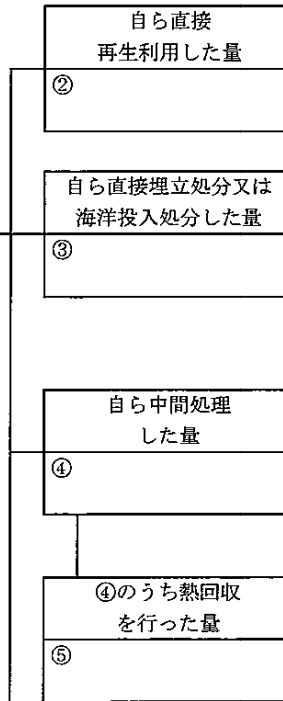 自ら直接
再生利用した量
②
自ら直接埋立処分又は
海洋投入処分した量
③
自ら中間処理
した量
④
④のうち熱回収
を行った量
⑤